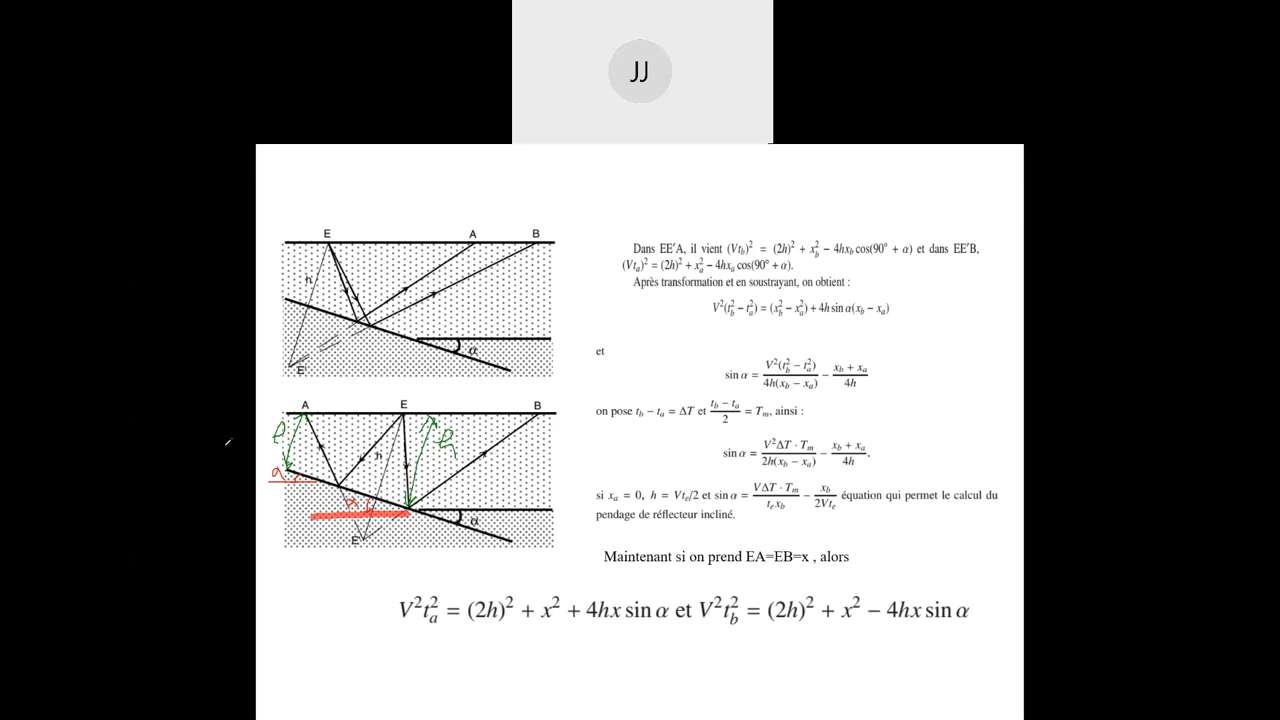 JJ
E A B
h
α
E'
A E B
h
α
E'
e
h
α
α
Dans EE'A, il vient (Vt_b)² = (2h)² + x_b² − 4hx_b cos(90° + α) et dans EE'B,
(Vt_a)² = (2h)² + x_a² − 4hx_a cos(90° + α).
Après transformation et en soustrayant, on obtient :
V²(t_b² − t_a²) = (x_b² − x_a²) + 4h sin α(x_b − x_a)
et
sin α = V²(t_b² − t_a²) / 4h(x_b − x_a) − (x_b + x_a) / 4h
on pose t_b − t_a = ΔT et (t_b − t_a) / 2 = T_m, ainsi :
sin α = V²ΔT · T_m / 2h(x_b − x_a) − (x_b + x_a) / 4h.
si x_a = 0, h = Vt_e/2 et sin α = VΔT · T_m / t_e x_b − x_b / 2Vt_e équation qui permet le calcul du
pendage de réflecteur incliné.
Maintenant si on prend EA=EB=x , alors
V²t_a² = (2h)² + x² + 4hx sin α et V²t_b² = (2h)² + x² − 4hx sin α